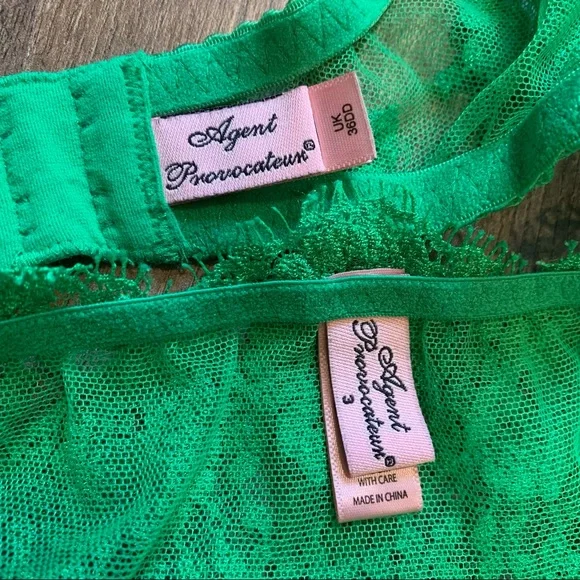 Agent
Provocateur®
UK
36DD
Agent
Provocateur®
3
WITH CARE
MADE IN CHINA